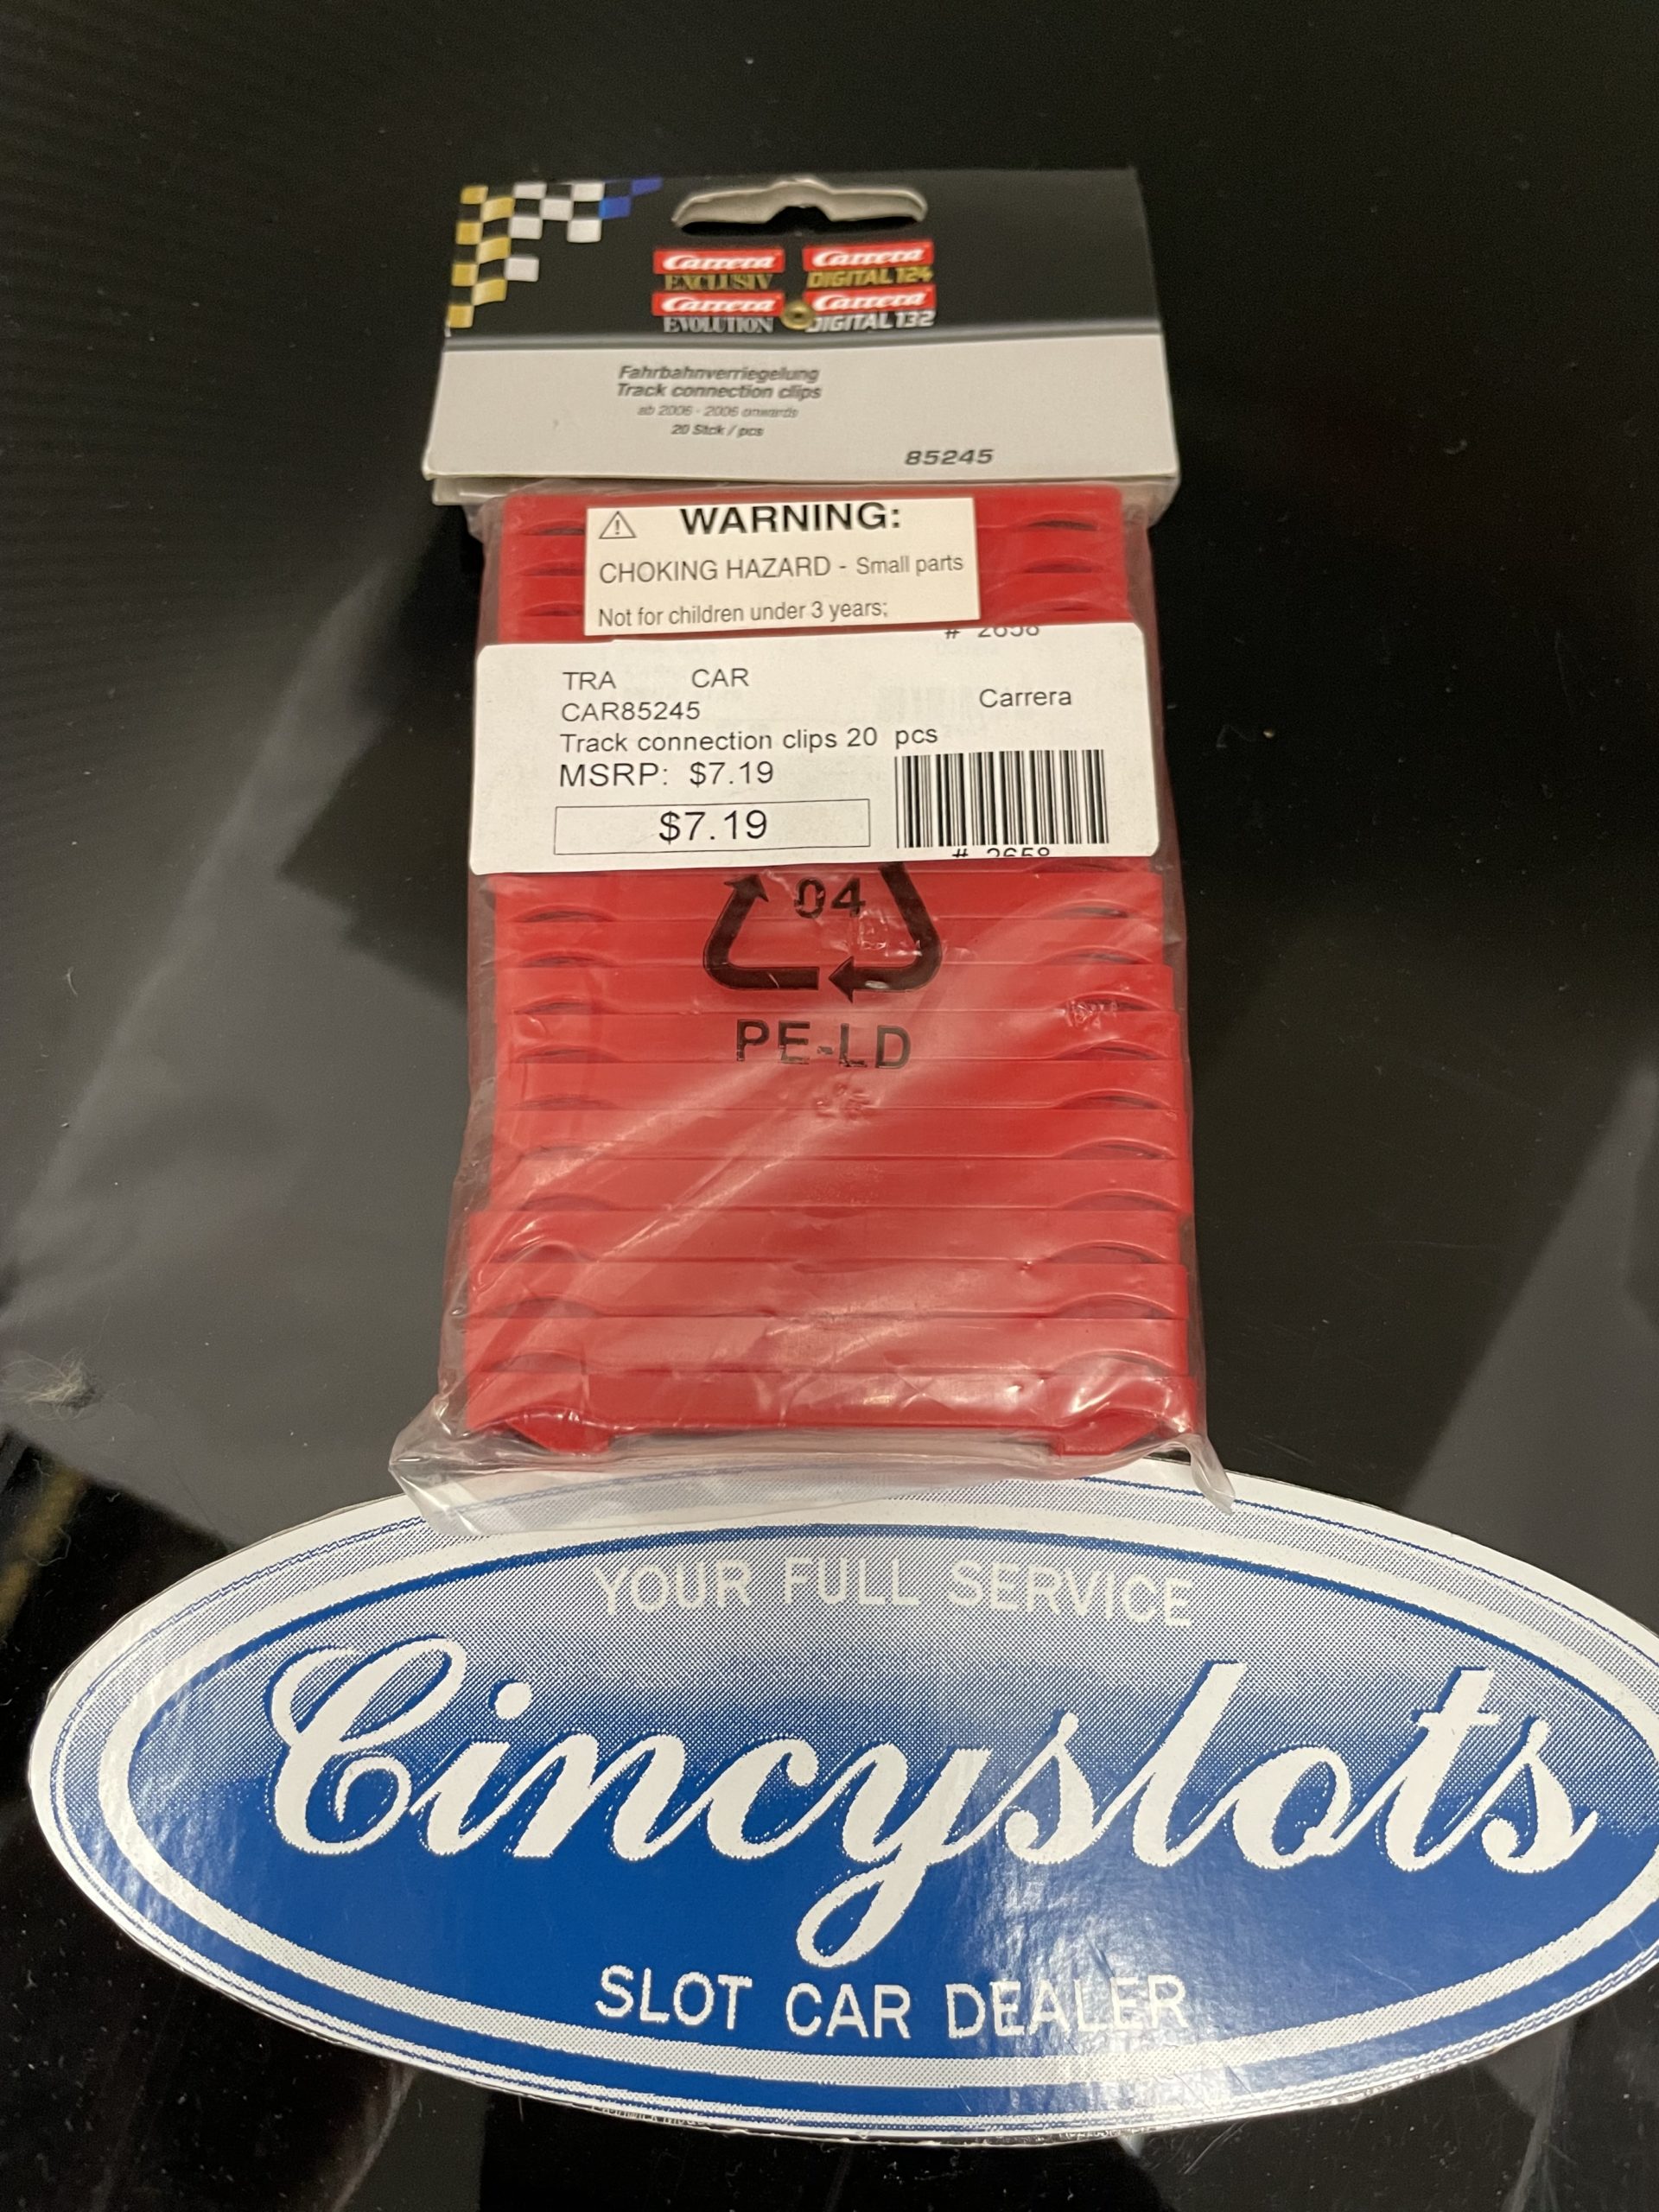 Carrera Carrera
EXCLUSIV DIGITAL 124
Carrera Carrera
EVOLUTION DIGITAL 132
Fahrbahnverriegelung
Track connection clips
ab 2006 - 2006 onwards
20 Stck / pcs
85245
WARNING:
CHOKING HAZARD - Small parts
Not for children under 3 years;
# 2658
TRA CAR
CAR85245 Carrera
Track connection clips 20 pcs
MSRP: $7.19
$7.19
# 2658
04
PE-LD
YOUR FULL SERVICE
Cincyslots
SLOT CAR DEALER